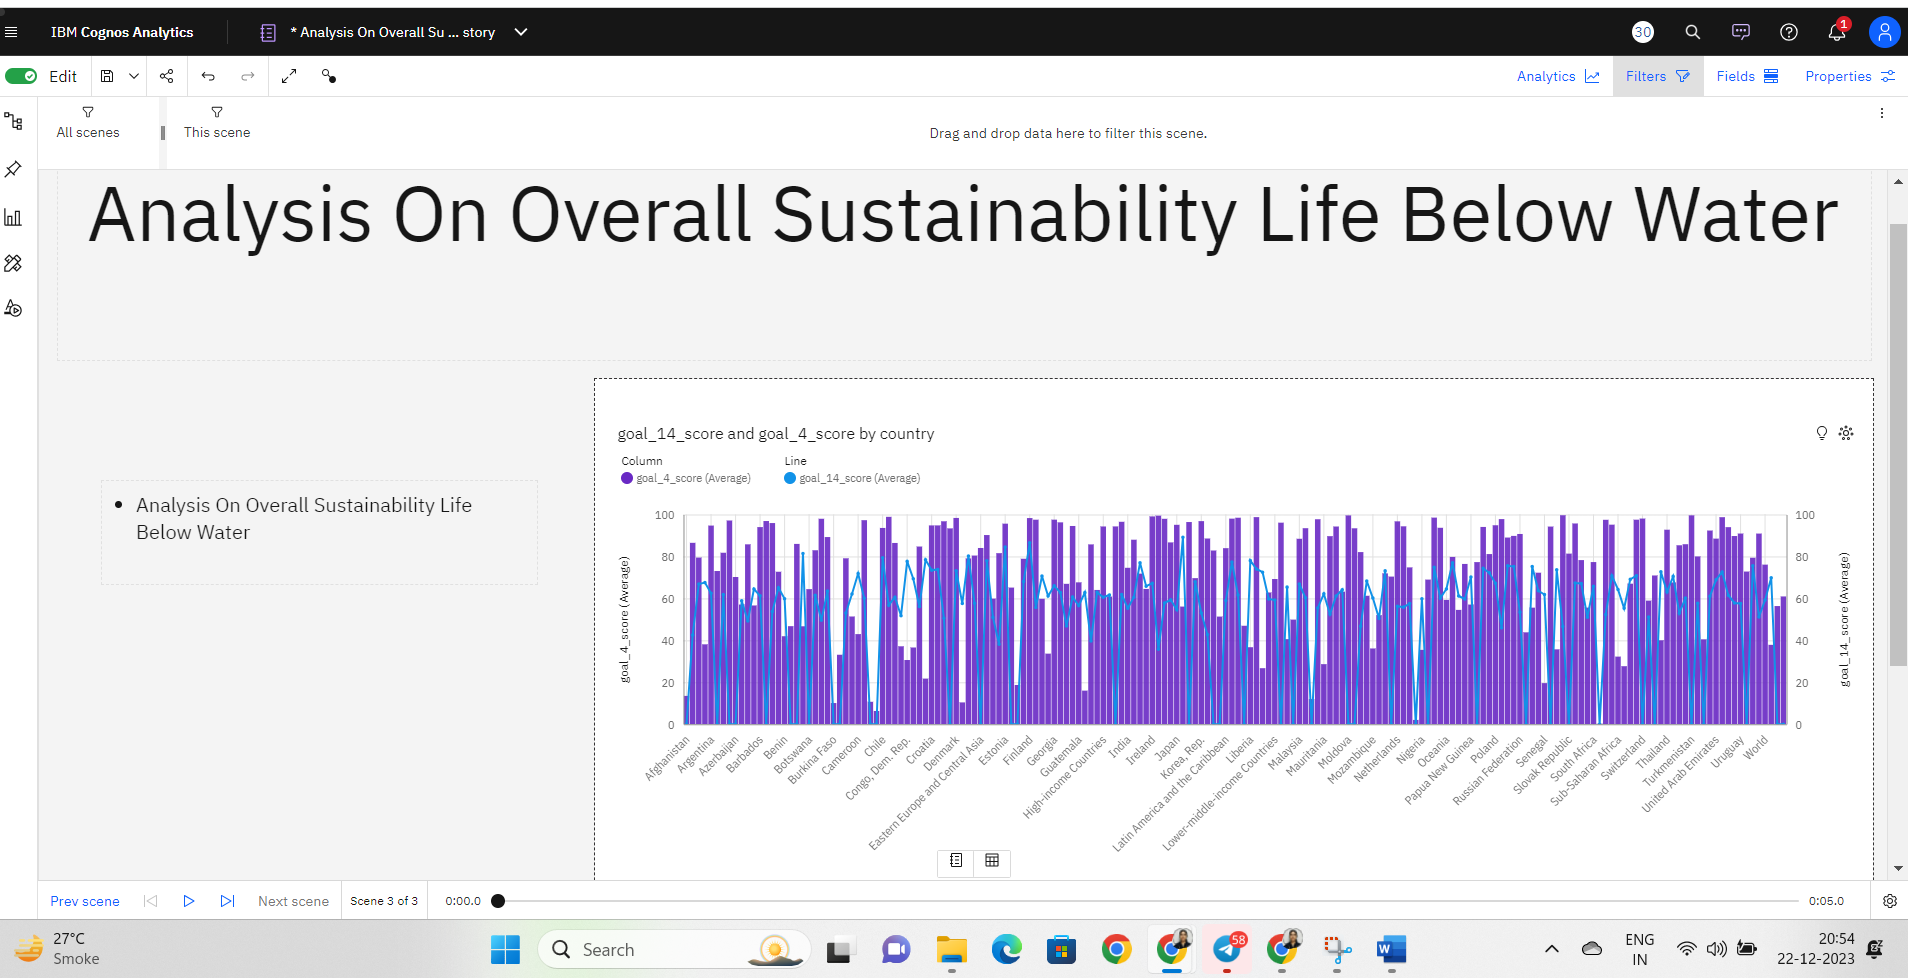 IBM Cognos Analytics
* Analysis On Overall Su ... story
30
1
Edit
Analytics
Filters
Fields
Properties
All scenes
This scene
Drag and drop data here to filter this scene.
Analysis On Overall Sustainability Life Below Water
Analysis On Overall Sustainability Life
Below Water
goal_14_score and goal_4_score by country
Column
Line
goal_4_score (Average)
goal_14_score (Average)
100
80
60
40
20
0
goal_4_score (Average)
100
80
60
40
20
0
goal_14_score (Average)
Afghanistan
Argentina
Azerbaijan
Barbados
Benin
Botswana
Burkina Faso
Cameroon
Chile
Congo, Dem. Rep.
Croatia
Denmark
Eastern Europe and Central Asia
Estonia
Finland
Georgia
Guatemala
High-income Countries
India
Ireland
Japan
Korea, Rep.
Latin America and the Caribbean
Liberia
Lower-middle-income Countries
Malaysia
Mauritania
Moldova
Mozambique
Netherlands
Nigeria
Oceania
Papua New Guinea
Poland
Russian Federation
Senegal
Slovak Republic
South Africa
Sub-Saharan Africa
Switzerland
Thailand
Turkmenistan
United Arab Emirates
Uruguay
World
Prev scene
Next scene
Scene 3 of 3
0:00.0
0:05.0
27°C
Smoke
Search
58
ENG
IN
20:54
22-12-2023